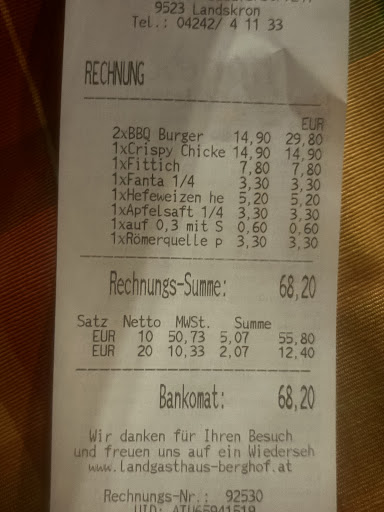 9523 Landskron
Tel.: 04242/ 4 11 33
RECHNUNG
EUR
2xBBQ Burger 14,90 29,80
1xCrispy Chicke 14,90 14,90
1xFittich 7,80 7,80
1xFanta 1/4 3,30 3,30
1xHefeweizen he 5,20 5,20
1xApfelsaft 1/4 3,30 3,30
1xauf 0,3 mit S 0,60 0,60
1xRömerquelle p 3,30 3,30
Rechnungs-Summe: 68,20
Satz Netto MWSt. Summe
EUR 10 50,73 5,07 55,80
EUR 20 10,33 2,07 12,40
Bankomat: 68,20
Wir danken für Ihren Besuch
und freuen uns auf ein Wiederseh
www.landgasthaus-berghof.at
Rechnungs-Nr.: 92530
UID: